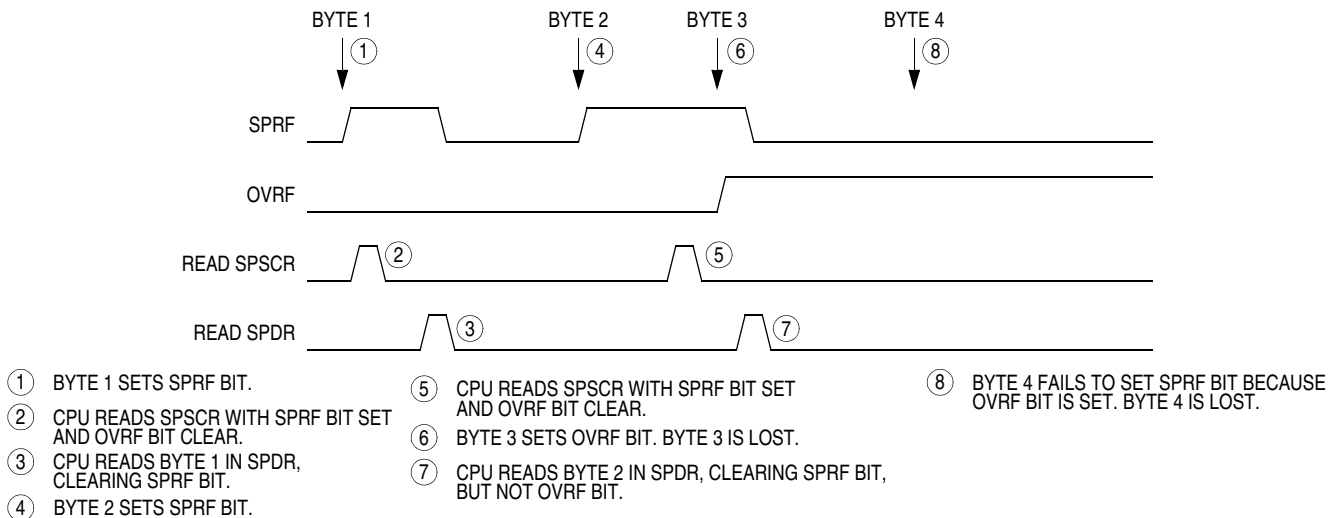 BYTE 1 BYTE 2 BYTE 3 BYTE 4
1 4 6 8
SPRF
OVRF
READ SPSCR 2 5
READ SPDR 3 7
1 BYTE 1 SETS SPRF BIT.
2 CPU READS SPSCR WITH SPRF BIT SET
AND OVRF BIT CLEAR.
3 CPU READS BYTE 1 IN SPDR,
CLEARING SPRF BIT.
4 BYTE 2 SETS SPRF BIT.
5 CPU READS SPSCR WITH SPRF BIT SET
AND OVRF BIT CLEAR.
6 BYTE 3 SETS OVRF BIT. BYTE 3 IS LOST.
7 CPU READS BYTE 2 IN SPDR, CLEARING SPRF BIT,
BUT NOT OVRF BIT.
8 BYTE 4 FAILS TO SET SPRF BIT BECAUSE
OVRF BIT IS SET. BYTE 4 IS LOST.